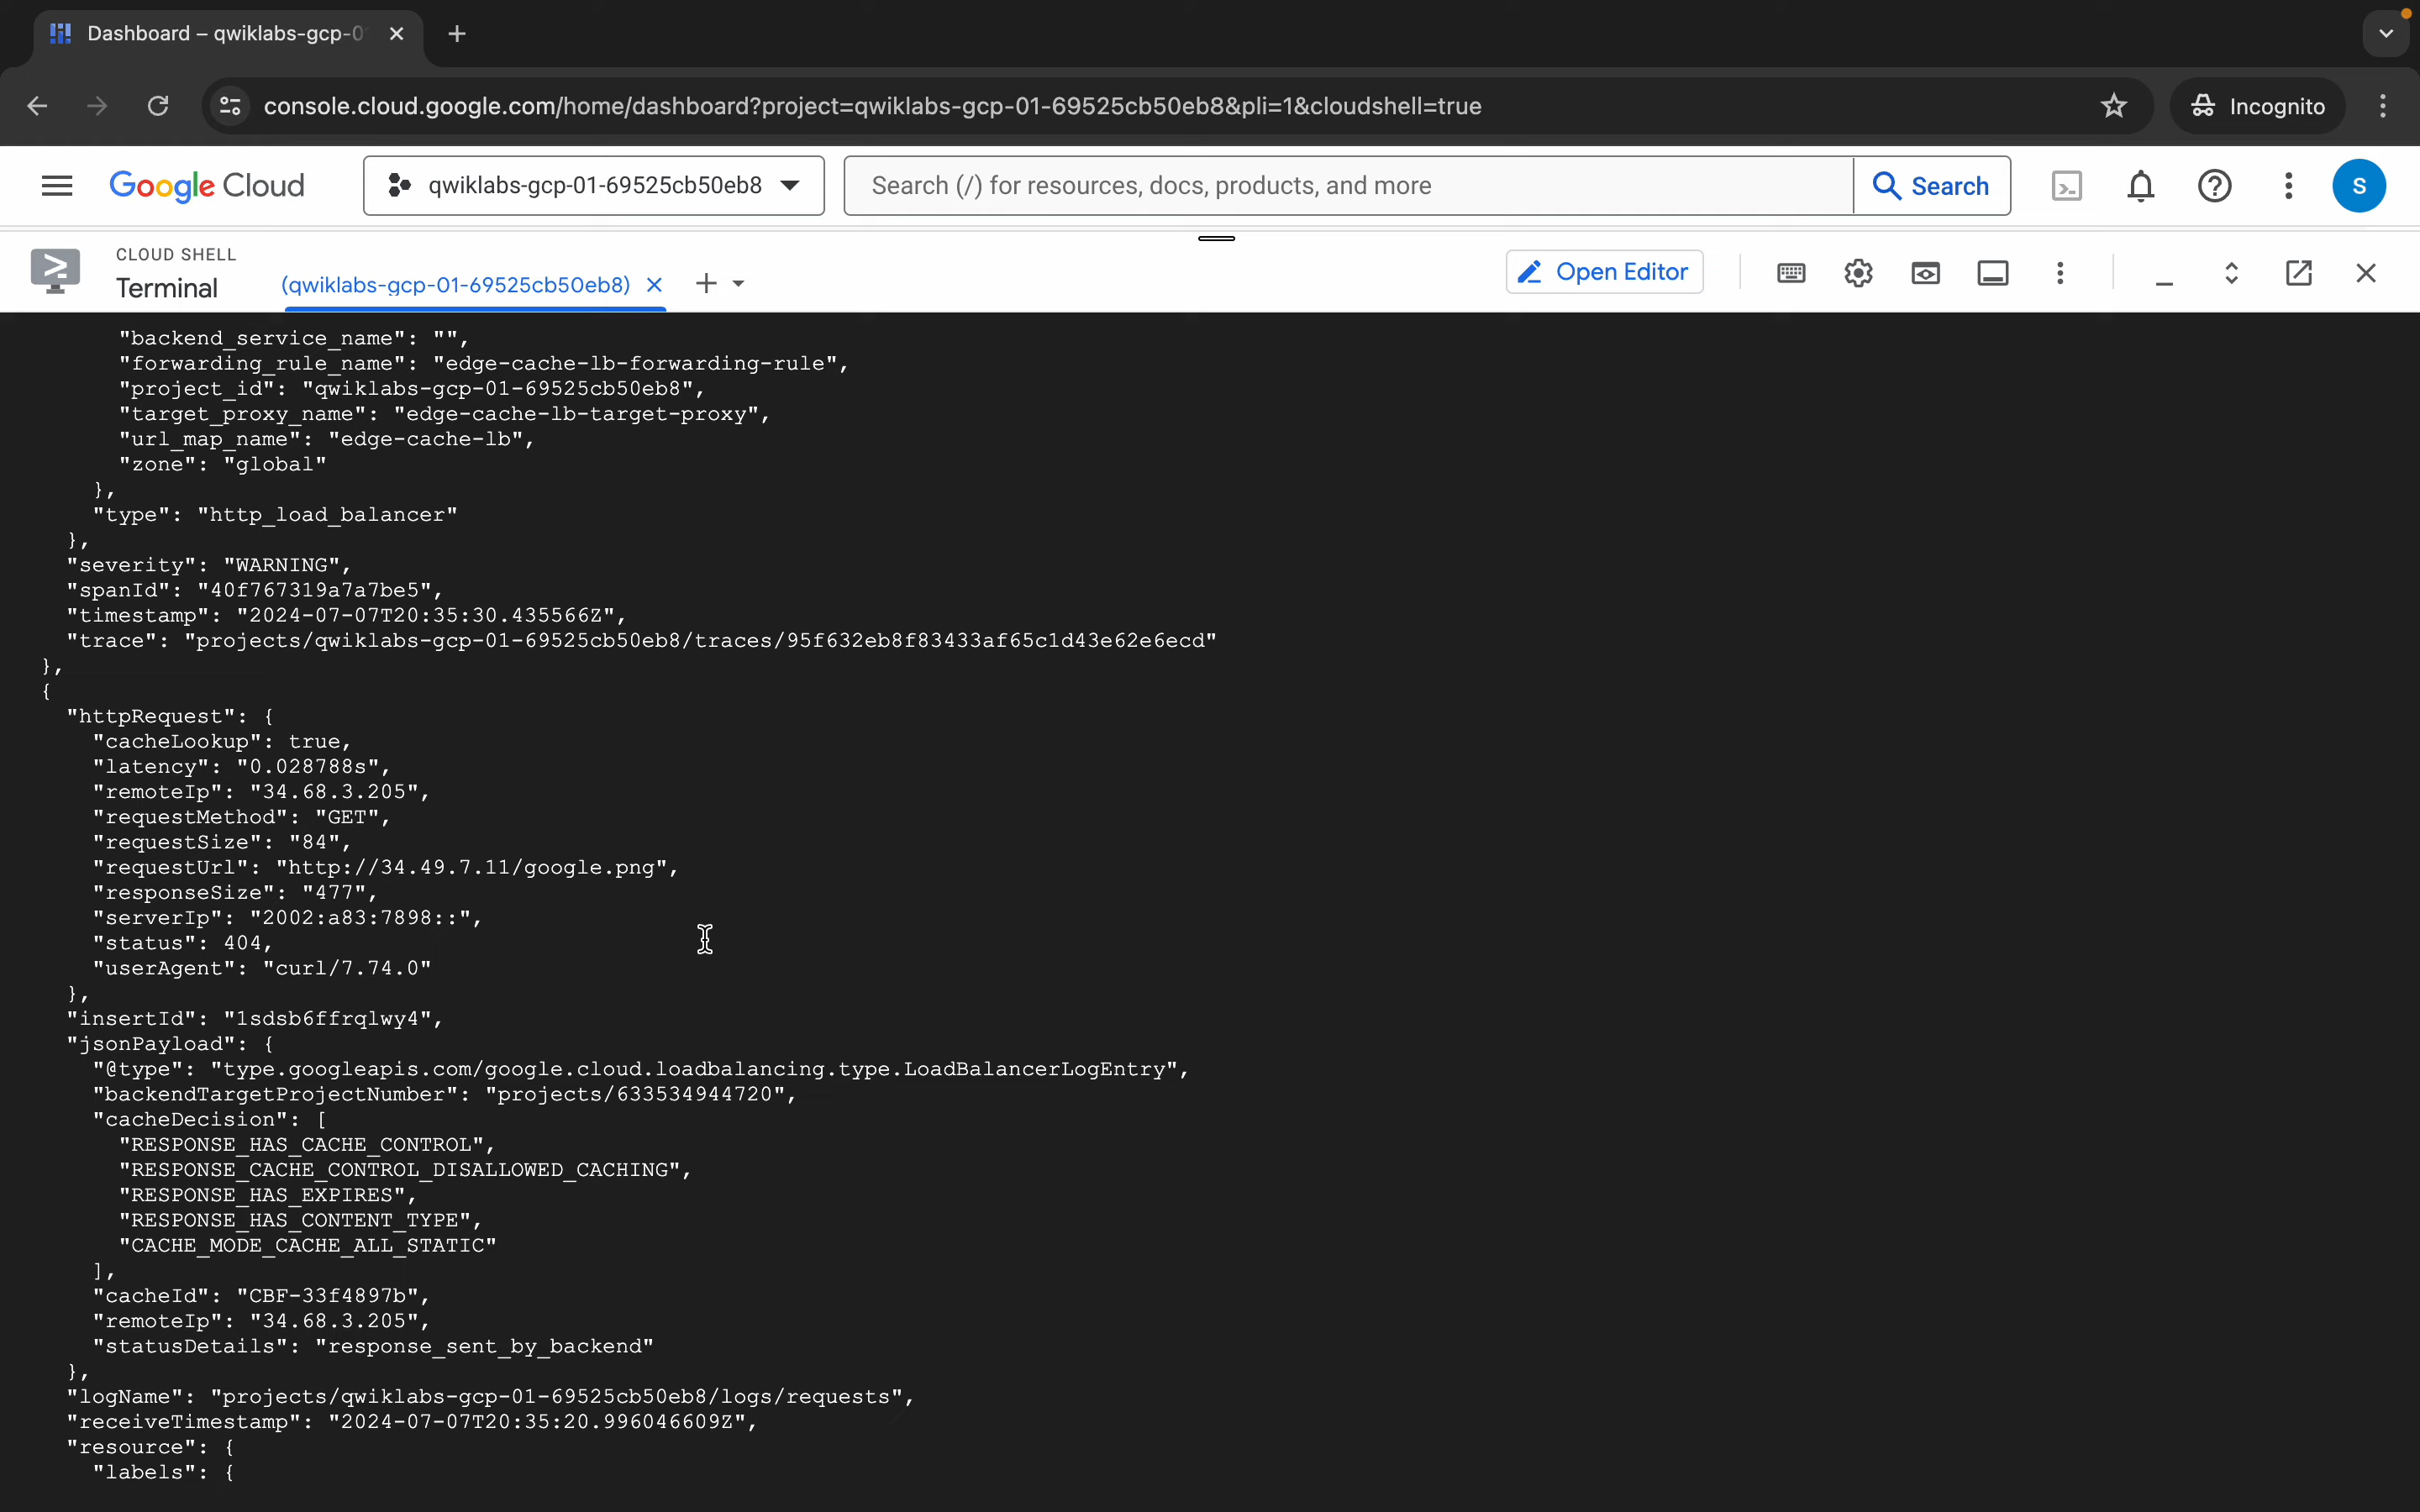 Dashboard – qwiklabs-gcp-0
console.cloud.google.com/home/dashboard?project=qwiklabs-gcp-01-69525cb50eb8&pli=1&cloudshell=true
Incognito
Google Cloud
qwiklabs-gcp-01-69525cb50eb8
Search (/) for resources, docs, products, and more
Search
S
CLOUD SHELL
Terminal
(qwiklabs-gcp-01-69525cb50eb8)
Open Editor
"backend_service_name": "",
"forwarding_rule_name": "edge-cache-lb-forwarding-rule",
"project_id": "qwiklabs-gcp-01-69525cb50eb8",
"target_proxy_name": "edge-cache-lb-target-proxy",
"url_map_name": "edge-cache-lb",
"zone": "global"
},
"type": "http_load_balancer"
},
"severity": "WARNING",
"spanId": "40f767319a7a7be5",
"timestamp": "2024-07-07T20:35:30.435566Z",
"trace": "projects/qwiklabs-gcp-01-69525cb50eb8/traces/95f632eb8f83433af65c1d43e62e6ecd"
},
{
"httpRequest": {
"cacheLookup": true,
"latency": "0.028788s",
"remoteIp": "34.68.3.205",
"requestMethod": "GET",
"requestSize": "84",
"requestUrl": "http://34.49.7.11/google.png",
"responseSize": "477",
"serverIp": "2002:a83:7898::",
"status": 404,
"userAgent": "curl/7.74.0"
},
"insertId": "1sdsb6ffrqlwy4",
"jsonPayload": {
"@type": "type.googleapis.com/google.cloud.loadbalancing.type.LoadBalancerLogEntry",
"backendTargetProjectNumber": "projects/633534944720",
"cacheDecision": [
"RESPONSE_HAS_CACHE_CONTROL",
"RESPONSE_CACHE_CONTROL_DISALLOWED_CACHING",
"RESPONSE_HAS_EXPIRES",
"RESPONSE_HAS_CONTENT_TYPE",
"CACHE_MODE_CACHE_ALL_STATIC"
],
"cacheId": "CBF-33f4897b",
"remoteIp": "34.68.3.205",
"statusDetails": "response_sent_by_backend"
},
"logName": "projects/qwiklabs-gcp-01-69525cb50eb8/logs/requests",
"receiveTimestamp": "2024-07-07T20:35:20.996046609Z",
"resource": {
"labels": {